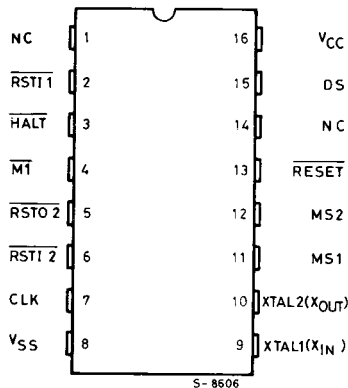 NC 1 16 VCC
RSTI 1 2 15 DS
HALT 3 14 NC
M1 4 13 RESET
RSTO 2 5 12 MS2
RSTI 2 6 11 MS1
CLK 7 10 XTAL2(XOUT)
VSS 8 9 XTAL1(XIN)
S-8606